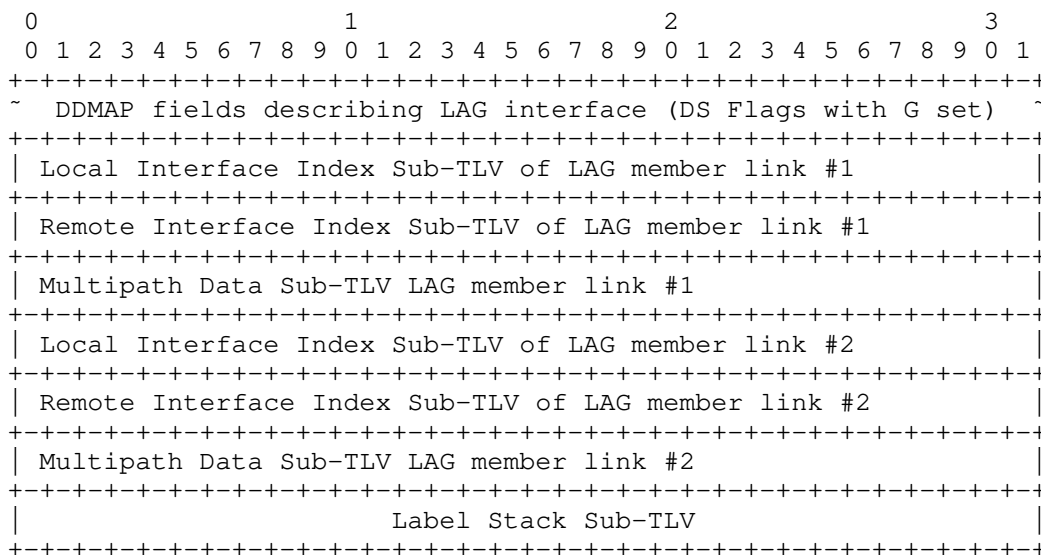 0                   1                   2                   3
 0 1 2 3 4 5 6 7 8 9 0 1 2 3 4 5 6 7 8 9 0 1 2 3 4 5 6 7 8 9 0 1
+-+-+-+-+-+-+-+-+-+-+-+-+-+-+-+-+-+-+-+-+-+-+-+-+-+-+-+-+-+-+-+-+
~  DDMAP fields describing LAG interface (DS Flags with G set)  ~
+-+-+-+-+-+-+-+-+-+-+-+-+-+-+-+-+-+-+-+-+-+-+-+-+-+-+-+-+-+-+-+-+
| Local Interface Index Sub-TLV of LAG member link #1           |
+-+-+-+-+-+-+-+-+-+-+-+-+-+-+-+-+-+-+-+-+-+-+-+-+-+-+-+-+-+-+-+-+
| Remote Interface Index Sub-TLV of LAG member link #1          |
+-+-+-+-+-+-+-+-+-+-+-+-+-+-+-+-+-+-+-+-+-+-+-+-+-+-+-+-+-+-+-+-+
| Multipath Data Sub-TLV LAG member link #1                     |
+-+-+-+-+-+-+-+-+-+-+-+-+-+-+-+-+-+-+-+-+-+-+-+-+-+-+-+-+-+-+-+-+
| Local Interface Index Sub-TLV of LAG member link #2           |
+-+-+-+-+-+-+-+-+-+-+-+-+-+-+-+-+-+-+-+-+-+-+-+-+-+-+-+-+-+-+-+-+
| Remote Interface Index Sub-TLV of LAG member link #2          |
+-+-+-+-+-+-+-+-+-+-+-+-+-+-+-+-+-+-+-+-+-+-+-+-+-+-+-+-+-+-+-+-+
| Multipath Data Sub-TLV LAG member link #2                     |
+-+-+-+-+-+-+-+-+-+-+-+-+-+-+-+-+-+-+-+-+-+-+-+-+-+-+-+-+-+-+-+-+
|                       Label Stack Sub-TLV                     |
+-+-+-+-+-+-+-+-+-+-+-+-+-+-+-+-+-+-+-+-+-+-+-+-+-+-+-+-+-+-+-+-+